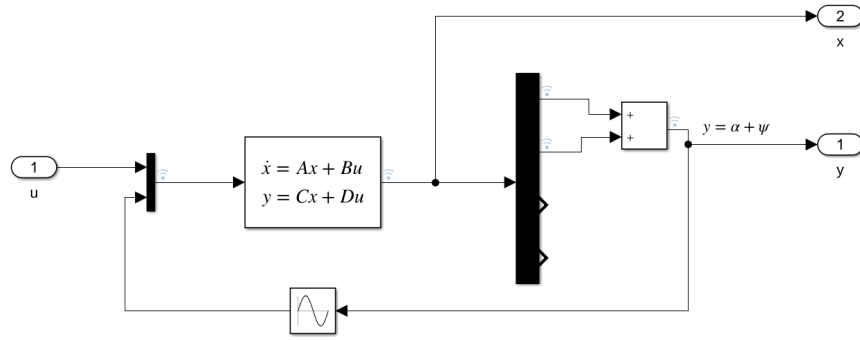 2
x
y = α + ψ
1
y
1
u
ẋ = Ax + Bu
y = Cx + Du
+
+